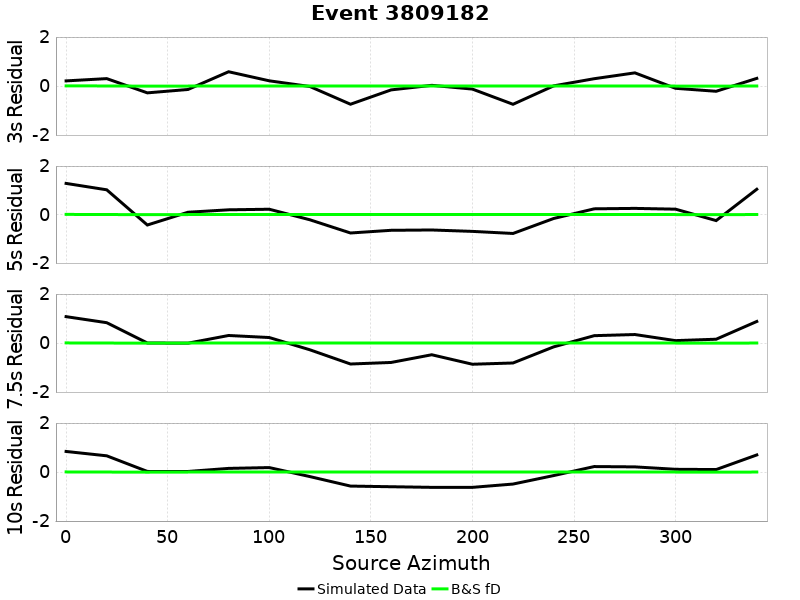 Event 3809182
3s Residual
2
0
-2
5s Residual
2
0
-2
7.5s Residual
2
0
-2
10s Residual
2
0
-2
0 50 100 150 200 250 300
Source Azimuth
Simulated Data B&S fD